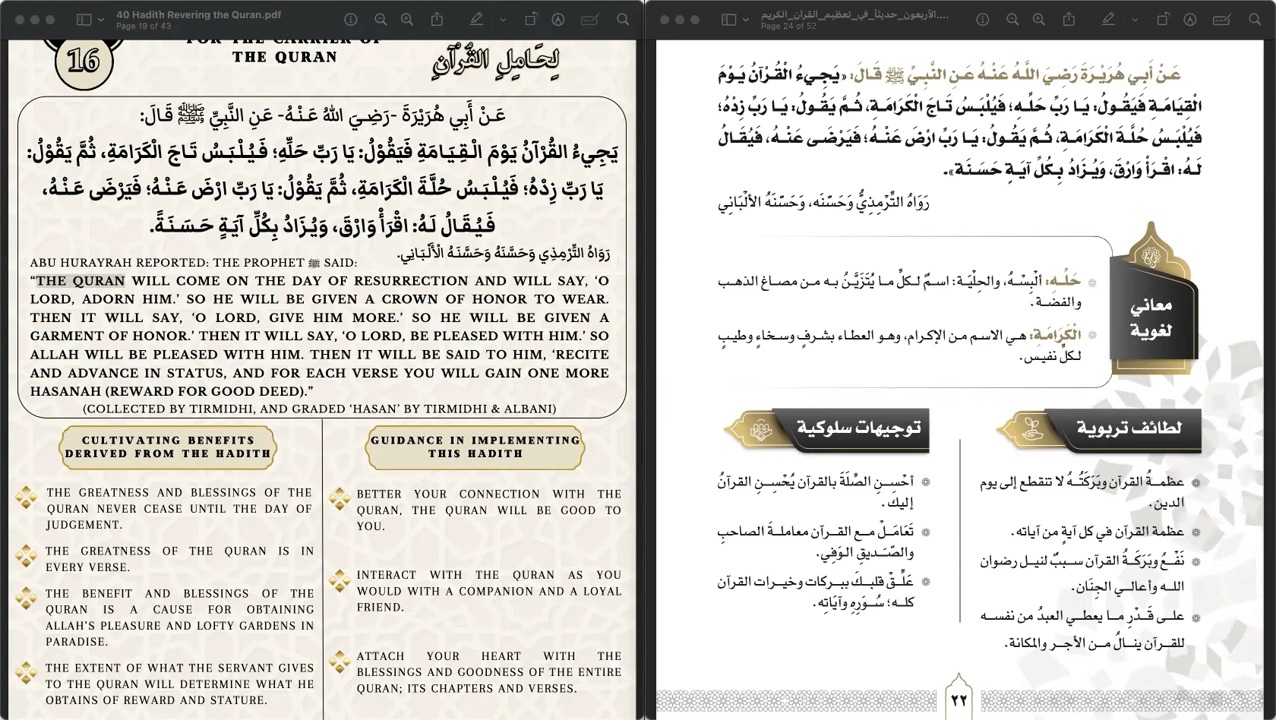 40 Hadith Revering the Quran.pdf
Page 19 of 43
16
FOR THE CARRIER OF
THE QURAN
لِحَامِلِ القُرْآنِ
عَنْ أَبِي هُرَيْرَةَ -رَضِيَ اللهُ عَنْهُ- عَنِ النَّبِيِّ ﷺ قَالَ:
يَجِيءُ القُرْآنُ يَوْمَ الْقِيَامَةِ فَيَقُوْلُ: يَا رَبِّ حَلِّهِ؛ فَيُلْبَسُ تَاجَ الْكَرَامَةِ، ثُمَّ يَقُوْلُ:
يَا رَبِّ زِدْهُ؛ فَيُلْبَسُ حُلَّةَ الْكَرَامَةِ، ثُمَّ يَقُوْلُ: يَا رَبِّ ارْضَ عَنْهُ؛ فَيَرْضَى عَنْهُ،
فَيُقَالُ لَهُ: اقْرَأْ وَارْقَ، وَيُزَادُ بِكُلِّ آيَةٍ حَسَنَةً.
رَوَاهُ التِّرْمِذِي وَحَسَّنَهُ وَحَسَّنَهُ الْأَلْبَانِي.
ABU HURAYRAH REPORTED: THE PROPHET ﷺ SAID:
“THE QURAN WILL COME ON THE DAY OF RESURRECTION AND WILL SAY, ‘O
LORD, ADORN HIM.’ SO HE WILL BE GIVEN A CROWN OF HONOR TO WEAR.
THEN IT WILL SAY, ‘O LORD, GIVE HIM MORE.’ SO HE WILL BE GIVEN A
GARMENT OF HONOR.’ THEN IT WILL SAY, ‘O LORD, BE PLEASED WITH HIM.’ SO
ALLAH WILL BE PLEASED WITH HIM. THEN IT WILL BE SAID TO HIM, ‘RECITE
AND ADVANCE IN STATUS, AND FOR EACH VERSE YOU WILL GAIN ONE MORE
HASANAH (REWARD FOR GOOD DEED).”
(COLLECTED BY TIRMIDHI, AND GRADED ‘HASAN’ BY TIRMIDHI & ALBANI)
CULTIVATING BENEFITS
DERIVED FROM THE HADITH
THE GREATNESS AND BLESSINGS OF THE
QURAN NEVER CEASE UNTIL THE DAY OF
JUDGEMENT.
THE GREATNESS OF THE QURAN IS IN
EVERY VERSE.
THE BENEFIT AND BLESSINGS OF THE
QURAN IS A CAUSE FOR OBTAINING
ALLAH’S PLEASURE AND LOFTY GARDENS IN
PARADISE.
THE EXTENT OF WHAT THE SERVANT GIVES
TO THE QURAN WILL DETERMINE WHAT HE
OBTAINS OF REWARD AND STATURE.
GUIDANCE IN IMPLEMENTING
THIS HADITH
BETTER YOUR CONNECTION WITH THE
QURAN, THE QURAN WILL BE GOOD TO
YOU.
INTERACT WITH THE QURAN AS YOU
WOULD WITH A COMPANION AND A LOYAL
FRIEND.
ATTACH YOUR HEART WITH THE
BLESSINGS AND GOODNESS OF THE ENTIRE
QURAN; ITS CHAPTERS AND VERSES.
الأربعون_حديثاً_في_تعظيم_القرآن_الكريم....
Page 24 of 52
عَنْ أَبِي هُرَيْرَةَ رَضِيَ اللَّهُ عَنْهُ عَنِ النَّبِيِّ ﷺ قَالَ: «يَجِيءُ الْقُرْآنُ يَوْمَ
الْقِيَامَةِ فَيَقُولُ: يَا رَبِّ حَلِّهِ؛ فَيُلْبَسُ تَاجَ الْكَرَامَةِ، ثُمَّ يَقُولُ: يَا رَبِّ زِدْهُ؛
فَيُلْبَسُ حُلَّةَ الْكَرَامَةِ، ثُمَّ يَقُولُ: يَا رَبِّ ارْضَ عَنْهُ؛ فَيَرْضَى عَنْهُ، فَيُقَالُ
لَهُ: اقْرَأْ وَارْقَ، وَيُزَادُ بِكُلِّ آيَةٍ حَسَنَةً».
رَوَاهُ التِّرْمِذِيُّ وَحَسَّنَه، وَحَسَّنَهُ الألْبَانِي
معاني
لغوية
حَلِّه: ألْبِسْهُ، والحِلْيَة: اسمٌ لكلِّ ما يُتَزَيَّنُ به من مصاغ الذهب
والفضة.
الْكَرَامَة: هي الاسم من الإكرام، وهو العطاء بشرفٍ وسخاءٍ وطيبٍ
لكلِّ نفيس.
لطائف تربوية
عظمةُ القرآن وبَرَكَتُهُ لا تنقطع إلى يوم
الدين.
عظمة القرآن في كل آيةٍ من آياته.
نَفْعُ وبَرَكَةُ القرآن سببٌ لنيل رضوان
الله وأعالي الجِنَان.
على قَدْرِ ما يعطي العبدُ من نفسه
للقرآن ينالُ من الأجر والمكانة.
توجيهات سلوكية
أحْسِنِ الصِّلَةَ بالقرآن يُحْسِنِ القرآنُ
إليكَ.
تَعَامَلْ مع القرآن معاملةَ الصاحبِ
والصَّديقِ الوَفِي.
عَلِّقْ قلبكَ ببركات وخيرات القرآن
كله؛ سُوَرِهِ وآيَاتِه.
٢٢